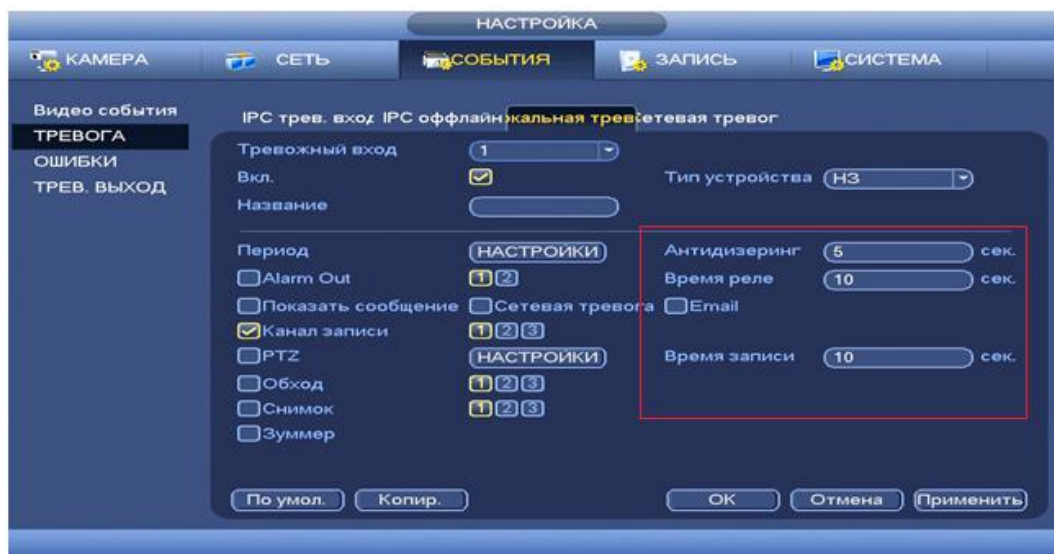 НАСТРОЙКА
КАМЕРА СЕТЬ СОБЫТИЯ ЗАПИСЬ СИСТЕМА
Видео события
ТРЕВОГА
ОШИБКИ
ТРЕВ. ВЫХОД
IPC трев. вход IPC оффлайн окальная трев сетевая тревог
Тревожный вход 1
Вкл. Тип устройства НЗ
Название
Период НАСТРОЙКИ Антидизеринг 5 сек.
Alarm Out 1 2 Время реле 10 сек.
Показать сообщение Сетевая тревога Email
Канал записи 1 2 3
PTZ НАСТРОЙКИ Время записи 10 сек.
Обход 1 2 3
Снимок 1 2 3
Зуммер
По умол. Копир. ОК Отмена Применить